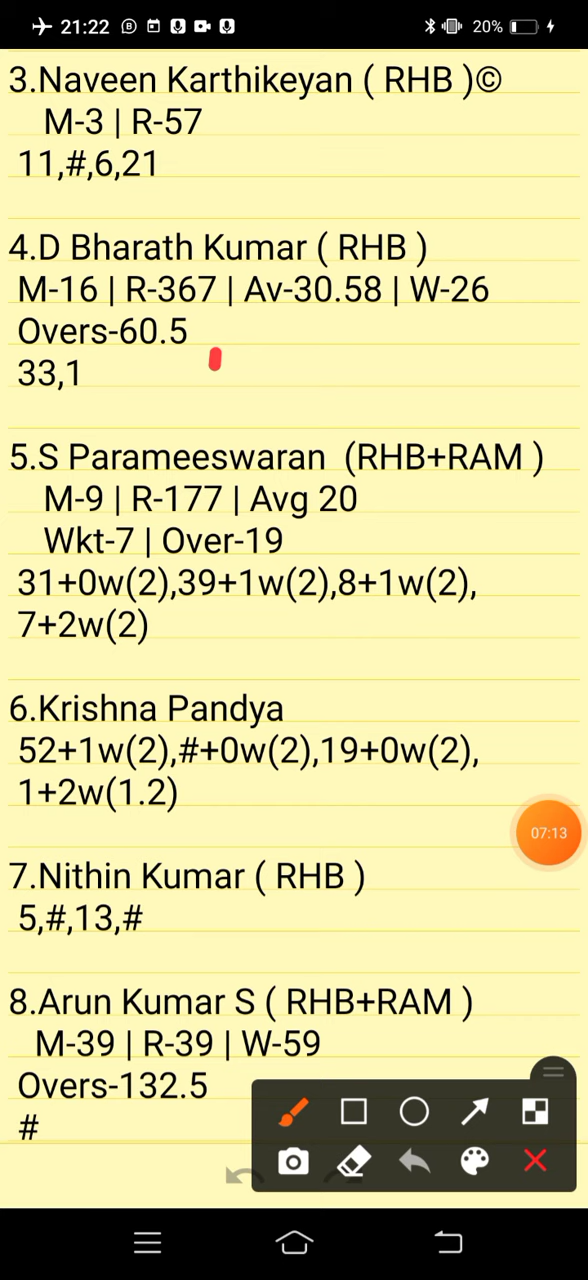 21:22
20%
3.Naveen Karthikeyan ( RHB )©
M-3 | R-57
11,#,6,21
4.D Bharath Kumar ( RHB )
M-16 | R-367 | Av-30.58 | W-26
Overs-60.5
33,1
5.S Parameeswaran (RHB+RAM )
M-9 | R-177 | Avg 20
Wkt-7 | Over-19
31+0w(2),39+1w(2),8+1w(2),
7+2w(2)
6.Krishna Pandya
52+1w(2),#+0w(2),19+0w(2),
1+2w(1.2)
07:13
7.Nithin Kumar ( RHB )
5,#,13,#
8.Arun Kumar S ( RHB+RAM )
M-39 | R-39 | W-59
Overs-132.5
#